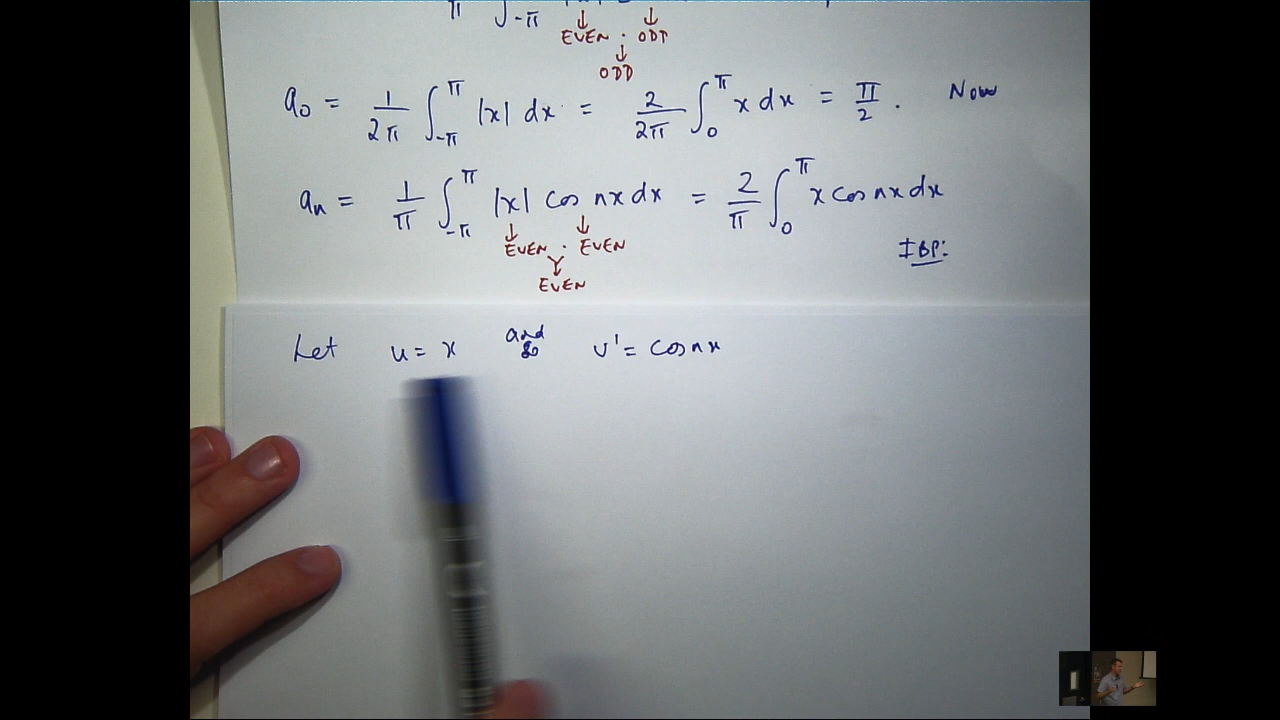 π ∫_{-π}
EVEN · ODD
ODD
a₀ = 1/2π ∫_{-π}^{π} |x| dx = 2/2π ∫_0^π x dx = π/2 . Now
aₙ = 1/π ∫_{-π}^{π} |x| cos nx dx = 2/π ∫_0^π x cos nx dx
EVEN · EVEN
IBP:
EVEN
Let u = x and v' = cos nx